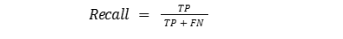 Recall = TP / TP + FN